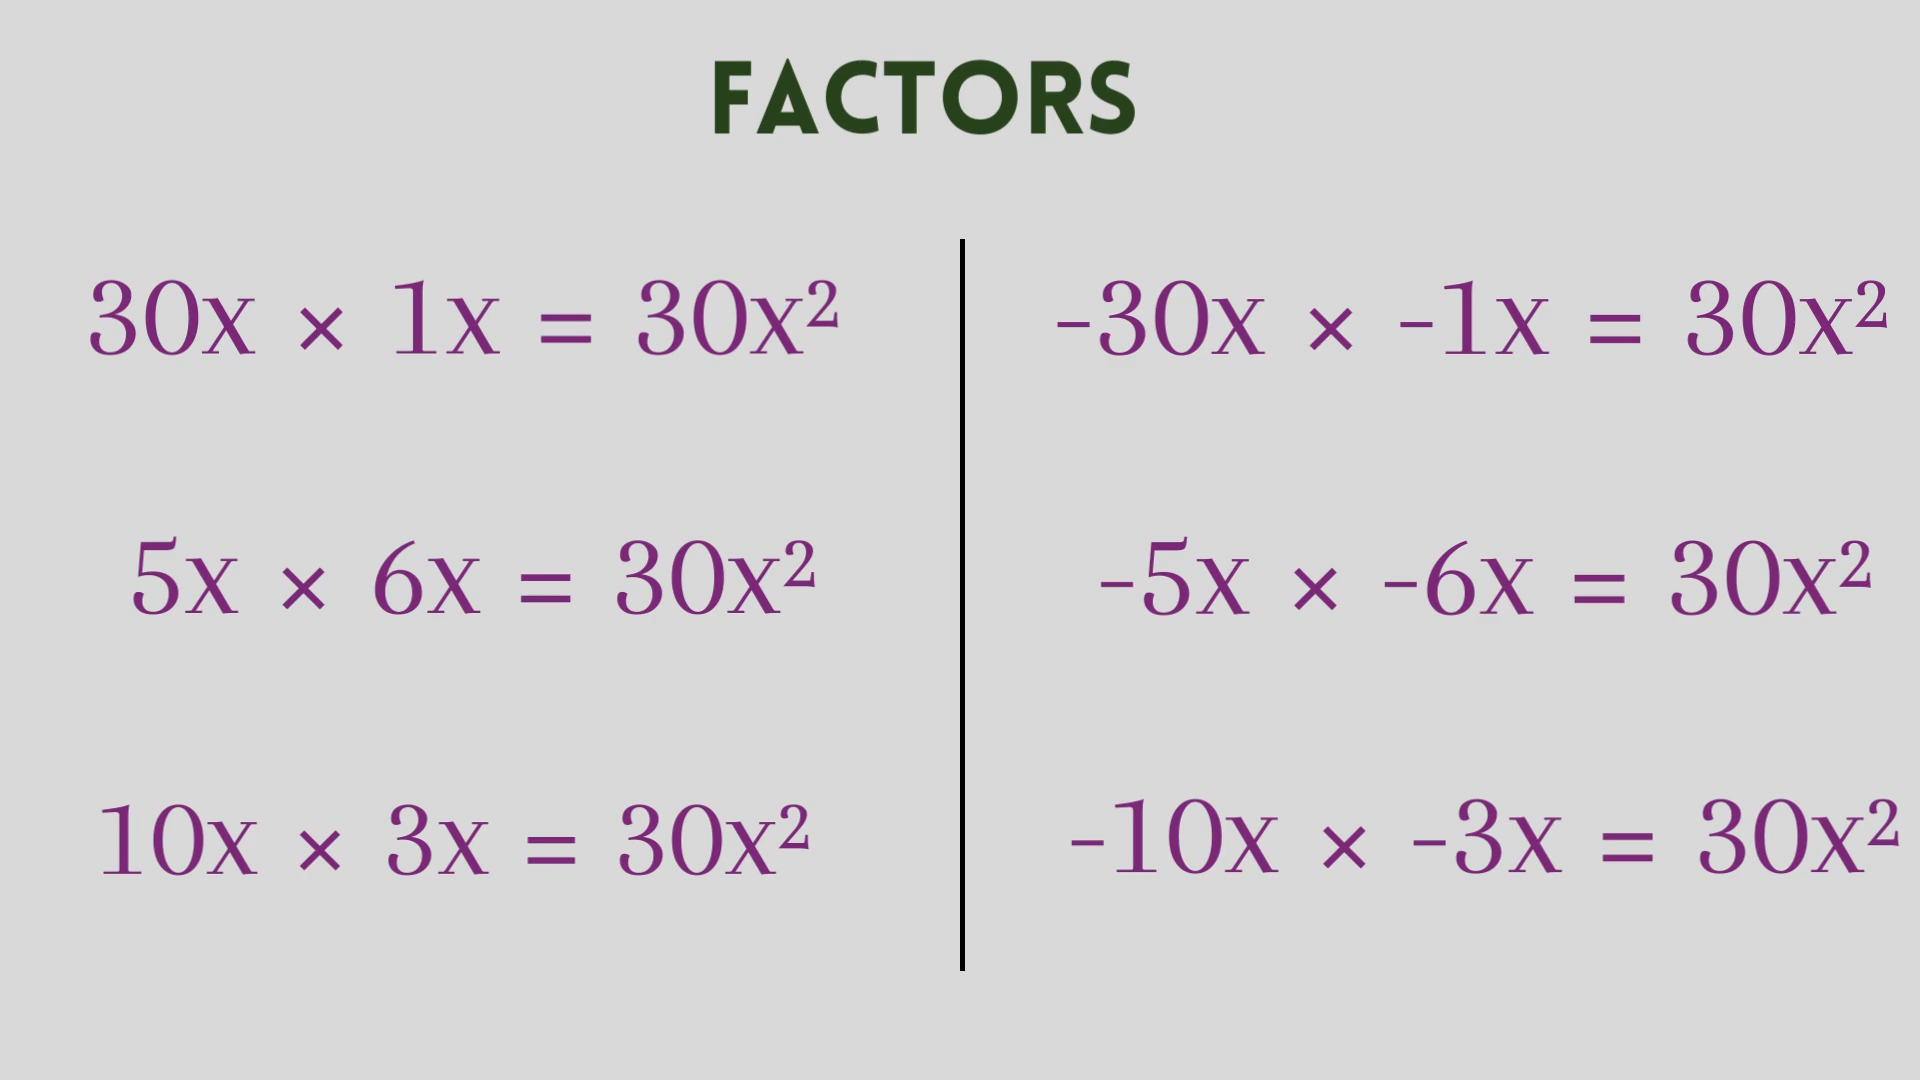 FACTORS
30x × 1x = 30x²
5x × 6x = 30x²
10x × 3x = 30x²
-30x × -1x = 30x²
-5x × -6x = 30x²
-10x × -3x = 30x²